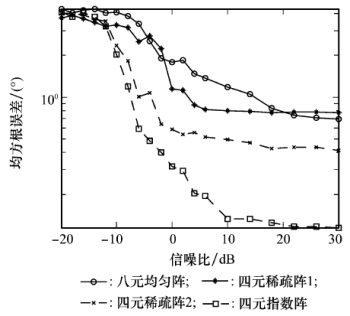 均方根误差/(°)
10⁰
-20 -10 0 10 20 30
信噪比/dB
八元均匀阵; 四元稀疏阵1;
四元稀疏阵2; 四元指数阵